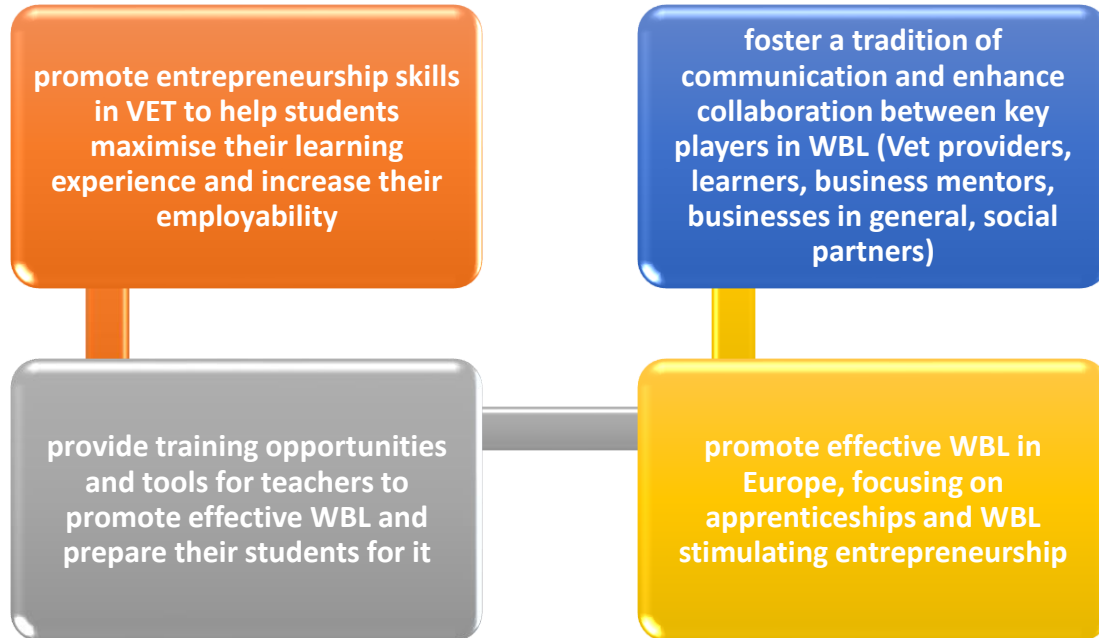 promote entrepreneurship skills
in VET to help students
maximise their learning
experience and increase their
employability
provide training opportunities
and tools for teachers to
promote effective WBL and
prepare their students for it
promote effective WBL in
Europe, focusing on
apprenticeships and WBL
stimulating entrepreneurship
foster a tradition of
communication and enhance
collaboration between key
players in WBL (Vet providers,
learners, business mentors,
businesses in general, social
partners)